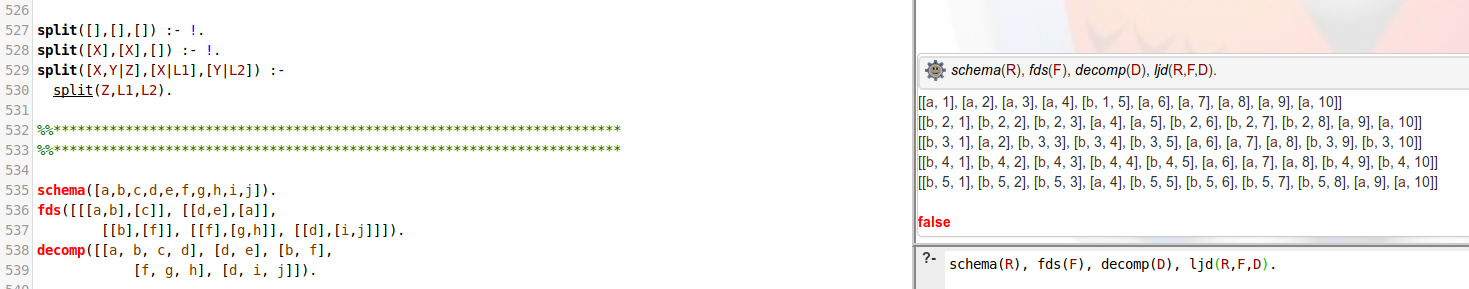 526
527 split([],[],[]) :- !.
528 split([X],[X],[]) :- !.
529 split([X,Y|Z],[X|L1],[Y|L2]) :-
530 split(Z,L1,L2).
531
532 %%***********************************************************************
533 %%***********************************************************************
534
535 schema([a,b,c,d,e,f,g,h,i,j]).
536 fds([[[a,b],[c]], [[d,e],[a]],
537 [[b],[f]], [[f],[g,h]], [[d],[i,j]]]).
538 decomp([[a, b, c, d], [d, e], [b, f],
539 [f, g, h], [d, i, j]]).
schema(R), fds(F), decomp(D), ljd(R,F,D).
[[a, 1], [a, 2], [a, 3], [a, 4], [b, 1, 5], [a, 6], [a, 7], [a, 8], [a, 9], [a, 10]]
[[b, 2, 1], [b, 2, 2], [b, 2, 3], [a, 4], [a, 5], [b, 2, 6], [b, 2, 7], [b, 2, 8], [a, 9], [a, 10]]
[[b, 3, 1], [a, 2], [b, 3, 3], [b, 3, 4], [b, 3, 5], [a, 6], [a, 7], [a, 8], [b, 3, 9], [b, 3, 10]]
[[b, 4, 1], [b, 4, 2], [b, 4, 3], [b, 4, 4], [b, 4, 5], [a, 6], [a, 7], [a, 8], [b, 4, 9], [b, 4, 10]]
[[b, 5, 1], [b, 5, 2], [b, 5, 3], [a, 4], [b, 5, 5], [b, 5, 6], [b, 5, 7], [b, 5, 8], [a, 9], [a, 10]]
false
?- schema(R), fds(F), decomp(D), ljd(R,F,D).